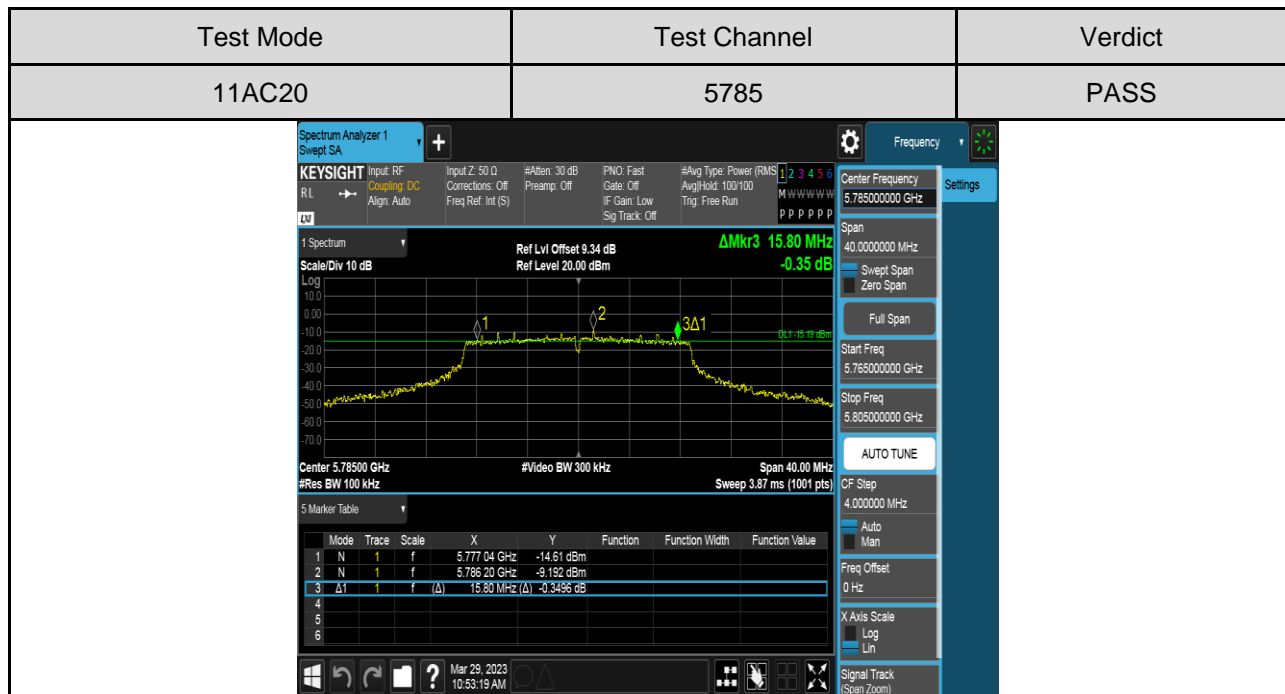 Test Mode Test Channel Verdict
11AC20 5785 PASS
Spectrum Analyzer 1
Swept SA
+
Frequency
KEYSIGHT Input: RF Input Z: 50 Ω #Atten: 30 dB PNO: Fast #Avg Type: Power (RMS 1 2 3 4 5 6
RL Coupling: DC Corrections: Off Preamp: Off Gate: Off Avg|Hold: 100/100 M W W W W W
Align: Auto Freq Ref: Int (S) IF Gain: Low Trig: Free Run
LXI Sig Track: Off P P P P P P
Center Frequency
5.785000000 GHz
Settings
1 Spectrum
Ref Lvl Offset 9.34 dB
ΔMkr3 15.80 MHz
Scale/Div 10 dB Ref Level 20.00 dBm -0.35 dB
Log
10.0
0.00
-10.0
-20.0
-30.0
-40.0
-50.0
-60.0
-70.0
1
2
3Δ1
DL1 -15.19 dBm
Center 5.78500 GHz #Video BW 300 kHz Span 40.00 MHz
#Res BW 100 kHz Sweep 3.87 ms (1001 pts)
Span
40.0000000 MHz
Swept Span
Zero Span
Full Span
Start Freq
5.765000000 GHz
Stop Freq
5.805000000 GHz
AUTO TUNE
CF Step
4.000000 MHz
Auto
Man
Freq Offset
0 Hz
X Axis Scale
Log
Lin
Signal Track
(Span Zoom)
5 Marker Table
Mode Trace Scale X Y Function Function Width Function Value
1 N 1 f 5.777 04 GHz -14.61 dBm
2 N 1 f 5.786 20 GHz -9.192 dBm
3 Δ1 1 f (Δ) 15.80 MHz (Δ) -0.3496 dB
4
5
6
? Mar 29, 2023
10:53:19 AM